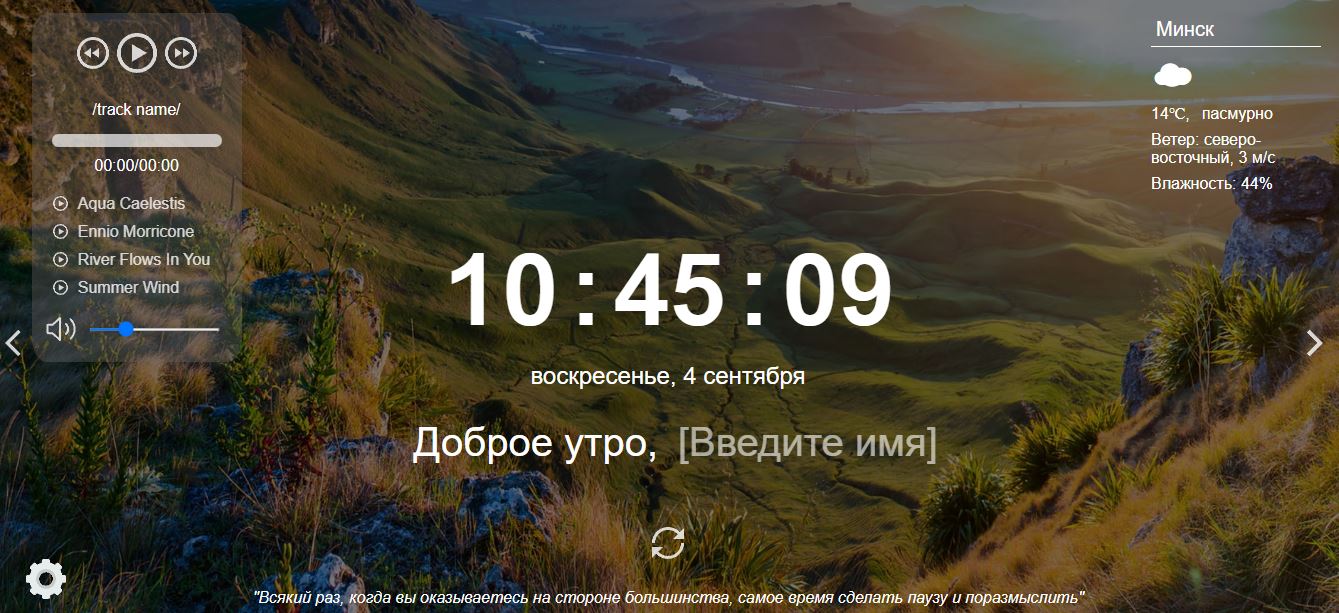 /track name/
00:00/00:00
Aqua Caelestis
Ennio Morricone
River Flows In You
Summer Wind
Минск
14°C, пасмурно
Ветер: северо-
восточный, 3 м/с
Влажность: 44%
10:45:09
воскресенье, 4 сентября
Доброе утро, [Введите имя]
"Всякий раз, когда вы оказываетесь на стороне большинства, самое время сделать паузу и поразмыслить"